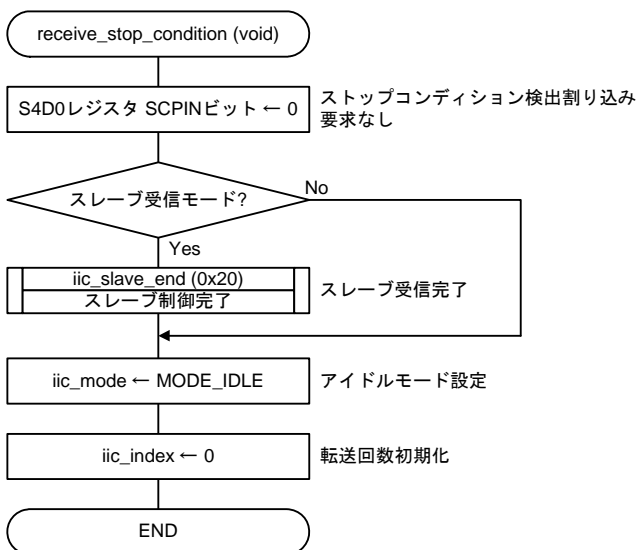 receive_stop_condition (void)
S4D0レジスタ SCPINビット ← 0
ストップコンディション検出割り込み
要求なし
スレーブ受信モード?
No
Yes
iic_slave_end (0x20)
スレーブ制御完了
スレーブ受信完了
iic_mode ← MODE_IDLE
アイドルモード設定
iic_index ← 0
転送回数初期化
END